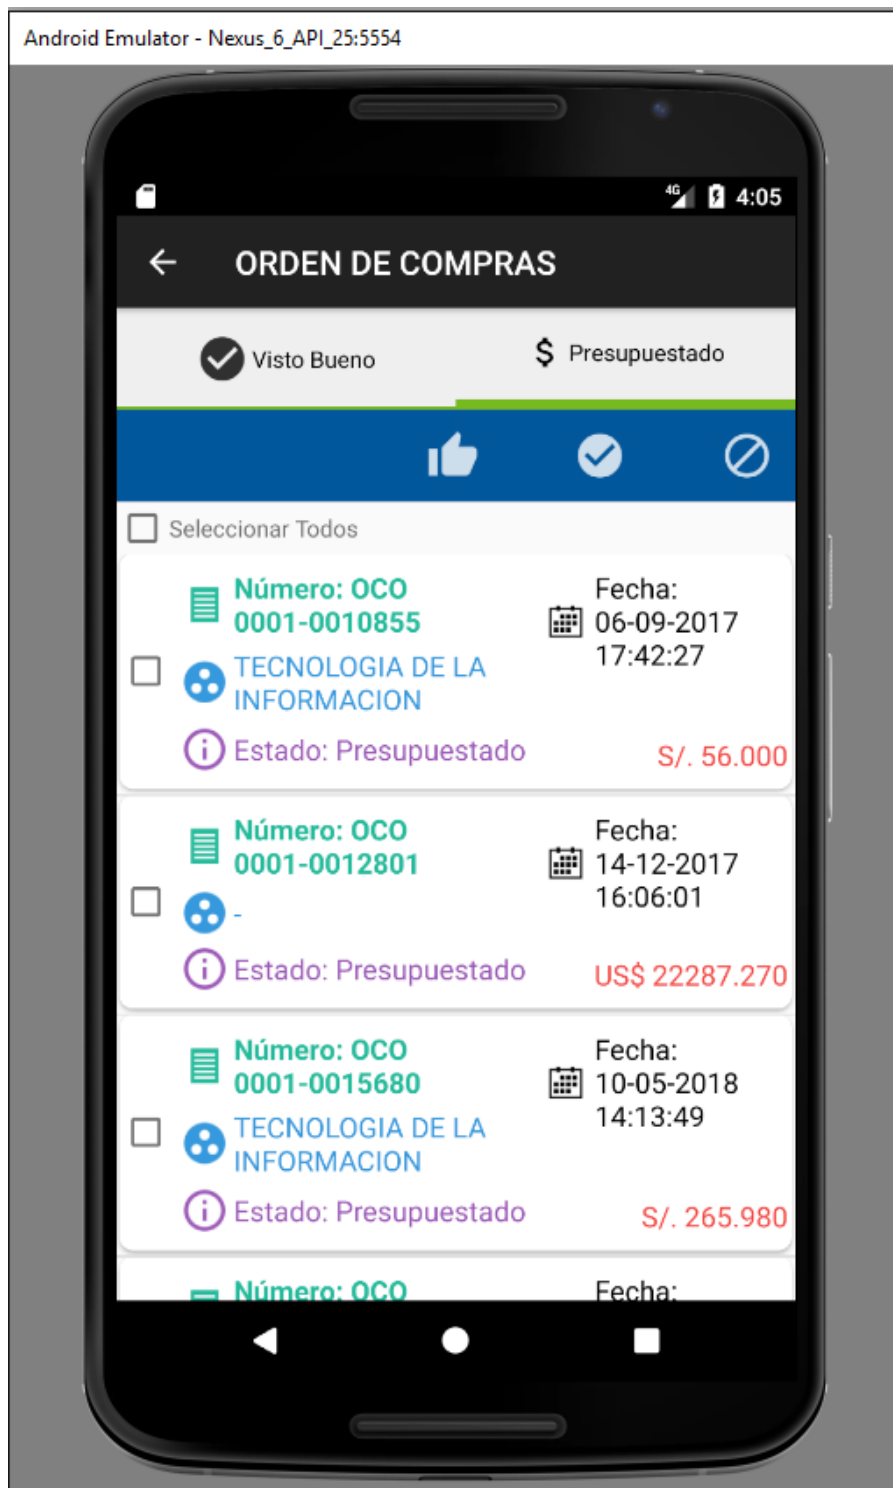 Android Emulator - Nexus_6_API_25:5554
4G 4:05
ORDEN DE COMPRAS
Visto Bueno
$ Presupuestado
Seleccionar Todos
Número: OCO
0001-0010855
Fecha:
06-09-2017
17:42:27
TECNOLOGIA DE LA
INFORMACION
Estado: Presupuestado
S/. 56.000
Número: OCO
0001-0012801
Fecha:
14-12-2017
16:06:01
-
Estado: Presupuestado
US$ 22287.270
Número: OCO
0001-0015680
Fecha:
10-05-2018
14:13:49
TECNOLOGIA DE LA
INFORMACION
Estado: Presupuestado
S/. 265.980
Número: OCO
Fecha: